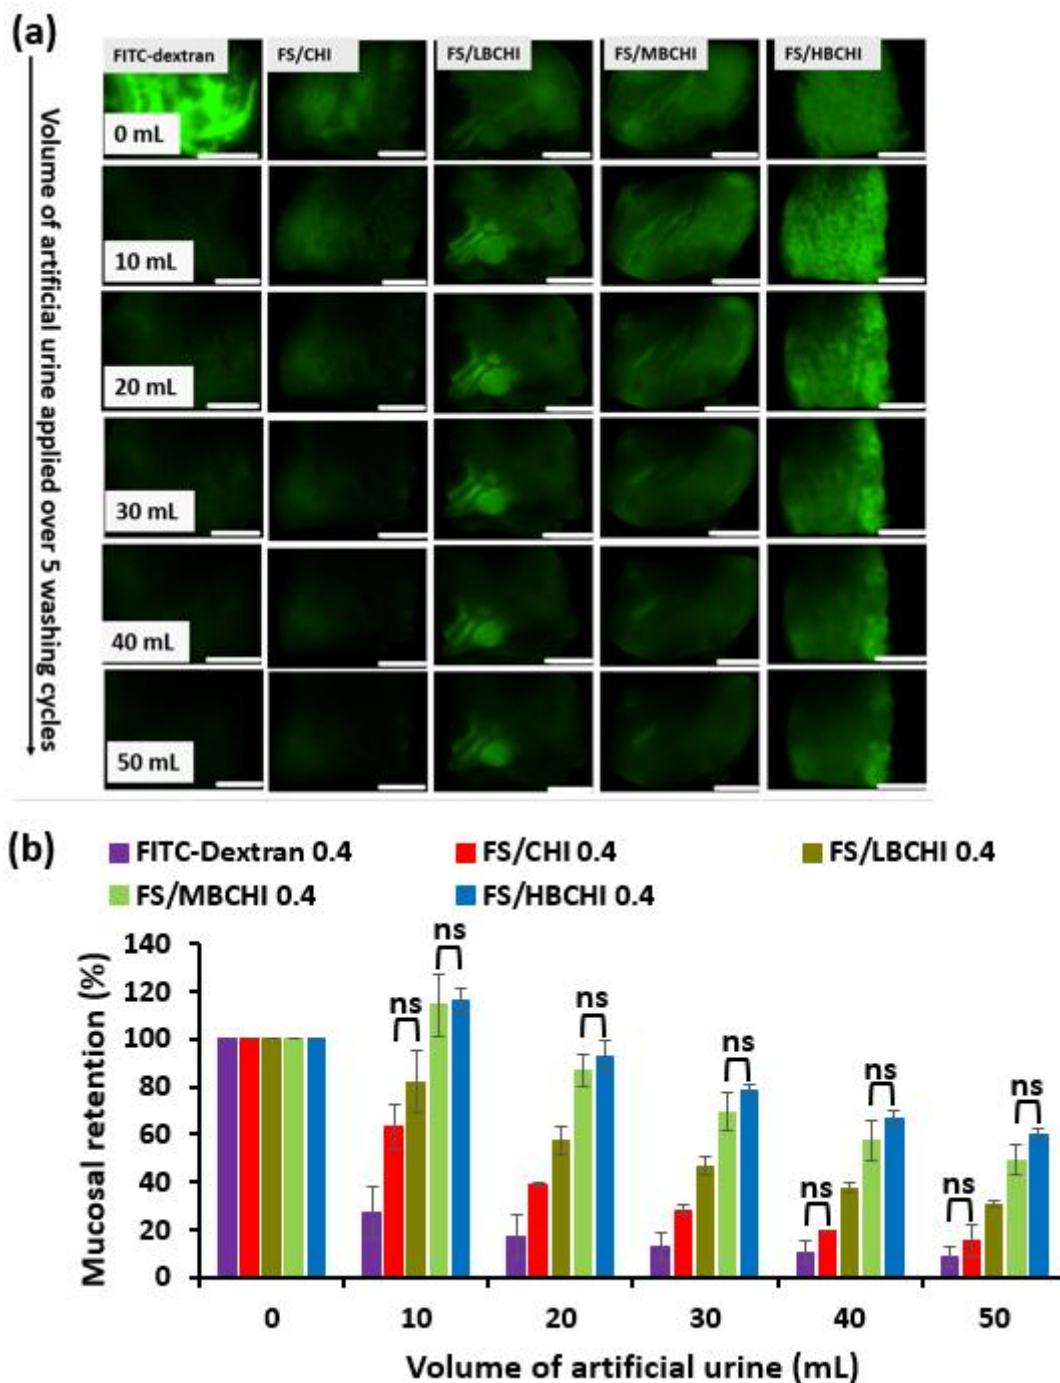 (a)
FITC-dextran FS/CHI FS/LBCHI FS/MBCHI FS/HBCHI
Volume of artificial urine applied over 5 washing cycles
0 mL
10 mL
20 mL
30 mL
40 mL
50 mL
(b)
FITC-Dextran 0.4 FS/CHI 0.4 FS/LBCHI 0.4
FS/MBCHI 0.4 FS/HBCHI 0.4
Mucosal retention (%)
140
120
100
80
60
40
20
0
ns
ns
ns
ns
ns
ns
ns
ns
0 10 20 30 40 50
Volume of artificial urine (mL)